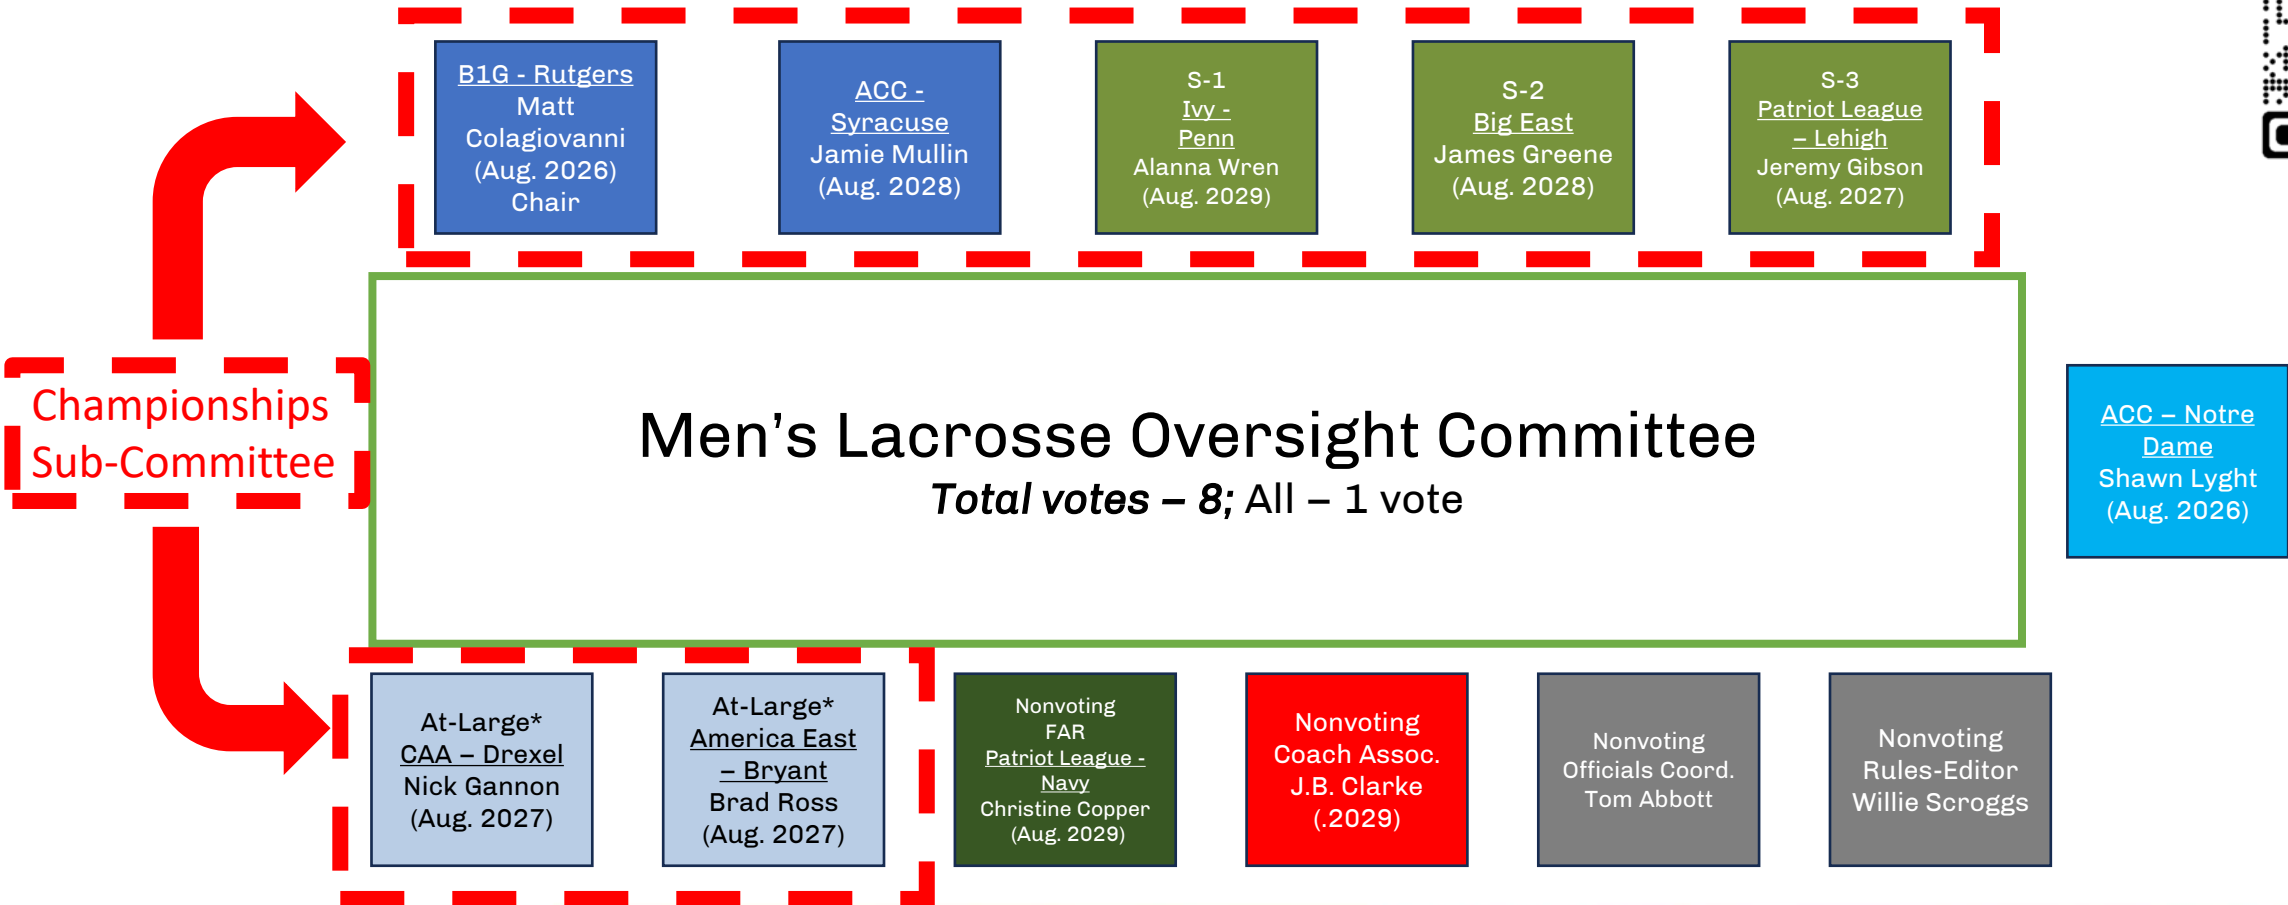 B1G - Rutgers
Matt
Colagiovanni
(Aug. 2026)
Chair
ACC -
Syracuse
Jamie Mullin
(Aug. 2028)
S-1
Ivy -
Penn
Alanna Wren
(Aug. 2029)
S-2
Big East
James Greene
(Aug. 2028)
S-3
Patriot League
– Lehigh
Jeremy Gibson
(Aug. 2027)
Championships
Sub-Committee
Men’s Lacrosse Oversight Committee
Total votes – 8; All – 1 vote
ACC – Notre
Dame
Shawn Lyght
(Aug. 2026)
At-Large*
CAA – Drexel
Nick Gannon
(Aug. 2027)
At-Large*
America East
– Bryant
Brad Ross
(Aug. 2027)
Nonvoting
FAR
Patriot League -
Navy
Christine Copper
(Aug. 2029)
Nonvoting
Coach Assoc.
J.B. Clarke
(.2029)
Nonvoting
Officials Coord.
Tom Abbott
Nonvoting
Rules-Editor
Willie Scroggs